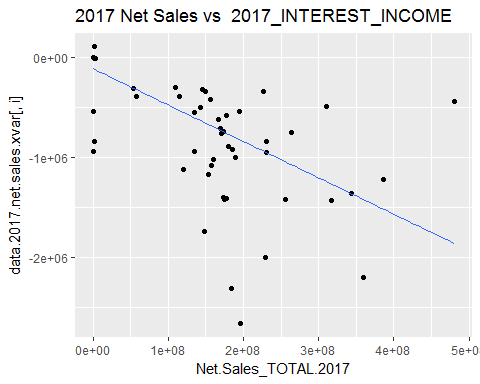 2017 Net Sales vs  2017_INTEREST_INCOME
data.2017.net.sales.xvar[, i]
0e+00
-1e+06
-2e+06
0e+00
1e+08
2e+08
3e+08
4e+08
5e+0
Net.Sales_TOTAL.2017